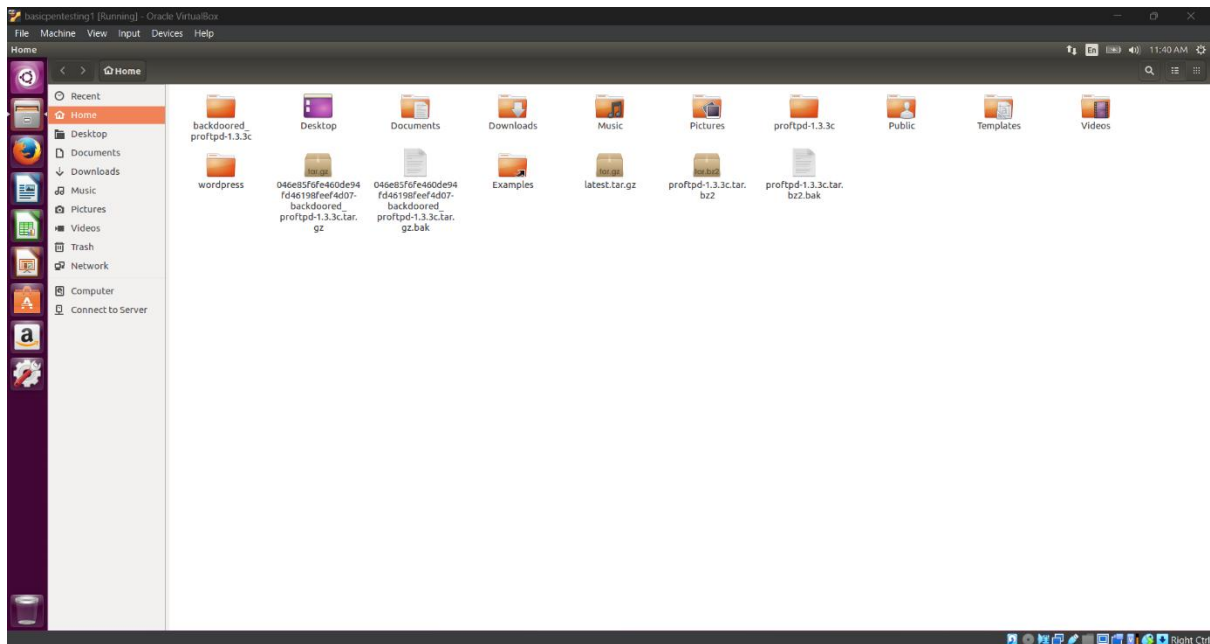 basicpentesting1 [Running] - Oracle VirtualBox
File Machine View Input Devices Help
Home
En
11:40 AM
Home
Recent
Home
Desktop
Documents
Downloads
Music
Pictures
Videos
Trash
Network
Computer
Connect to Server
backdoored_
proftpd-1.3.3c
Desktop
Documents
Downloads
Music
Pictures
proftpd-1.3.3c
Public
Templates
Videos
wordpress
tar.gz
046e85f6fe460de94
fd46198feef4d07-
backdoored_
proftpd-1.3.3c.tar.
gz
046e85f6fe460de94
fd46198feef4d07-
backdoored_
proftpd-1.3.3c.tar.
gz.bak
Examples
tar.gz
latest.tar.gz
tar.bz2
proftpd-1.3.3c.tar.
bz2
proftpd-1.3.3c.tar.
bz2.bak
Right Ctrl